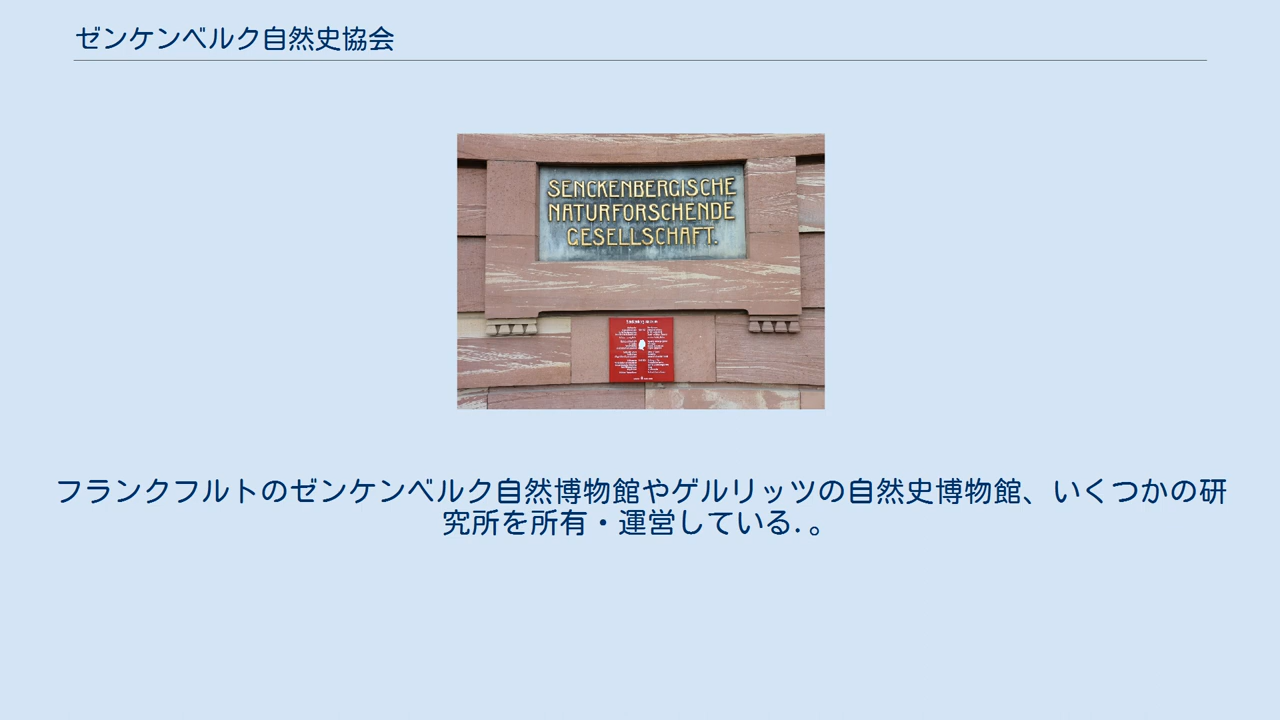 ゼンケンベルク自然史協会
SENCKENBERGISCHE
NATURFORSCHENDE
GESELLSCHAFT.
フランクフルトのゼンケンベルク自然博物館やゲルリッツの自然史博物館、いくつかの研
究所を所有・運営している. 。